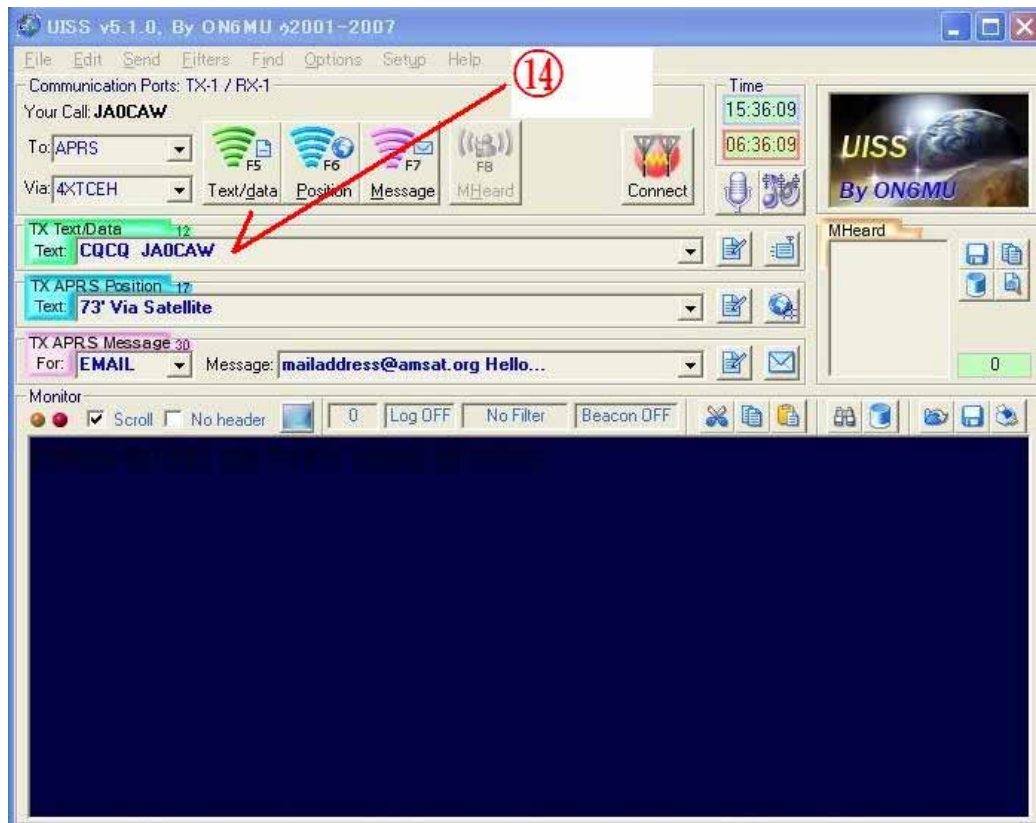 UISS v5.1.0, By ON6MU ©2001-2007
File Edit Send Filters Find Options Setup Help
⑭
Communication Ports: TX-1 / RX-1
Your Call: JA0CAW
To: APRS
Via: 4XTCEH
F5
Text/data
F6
Position
F7
Message
F8
MHeard
Connect
Time
15:36:09
06:36:09
UISS
By ON6MU
TX Text/Data 12
Text: CQCQ JA0CAW
TX APRS Position 17
Text: 73' Via Satellite
TX APRS Message 30
For: EMAIL Message: mailaddress@amsat.org Hello...
MHeard
0
Monitor
Scroll No header 0 Log OFF No Filter Beacon OFF